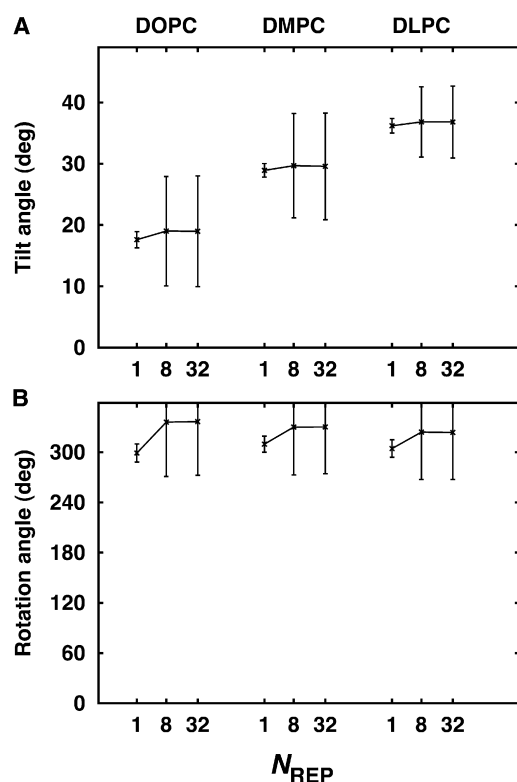 A
DOPC DMPC DLPC
Tilt angle (deg)
40
30
20
10
0
1 8 32 1 8 32 1 8 32
B
Rotation angle (deg)
300
240
180
120
60
0
1 8 32 1 8 32 1 8 32
NREP